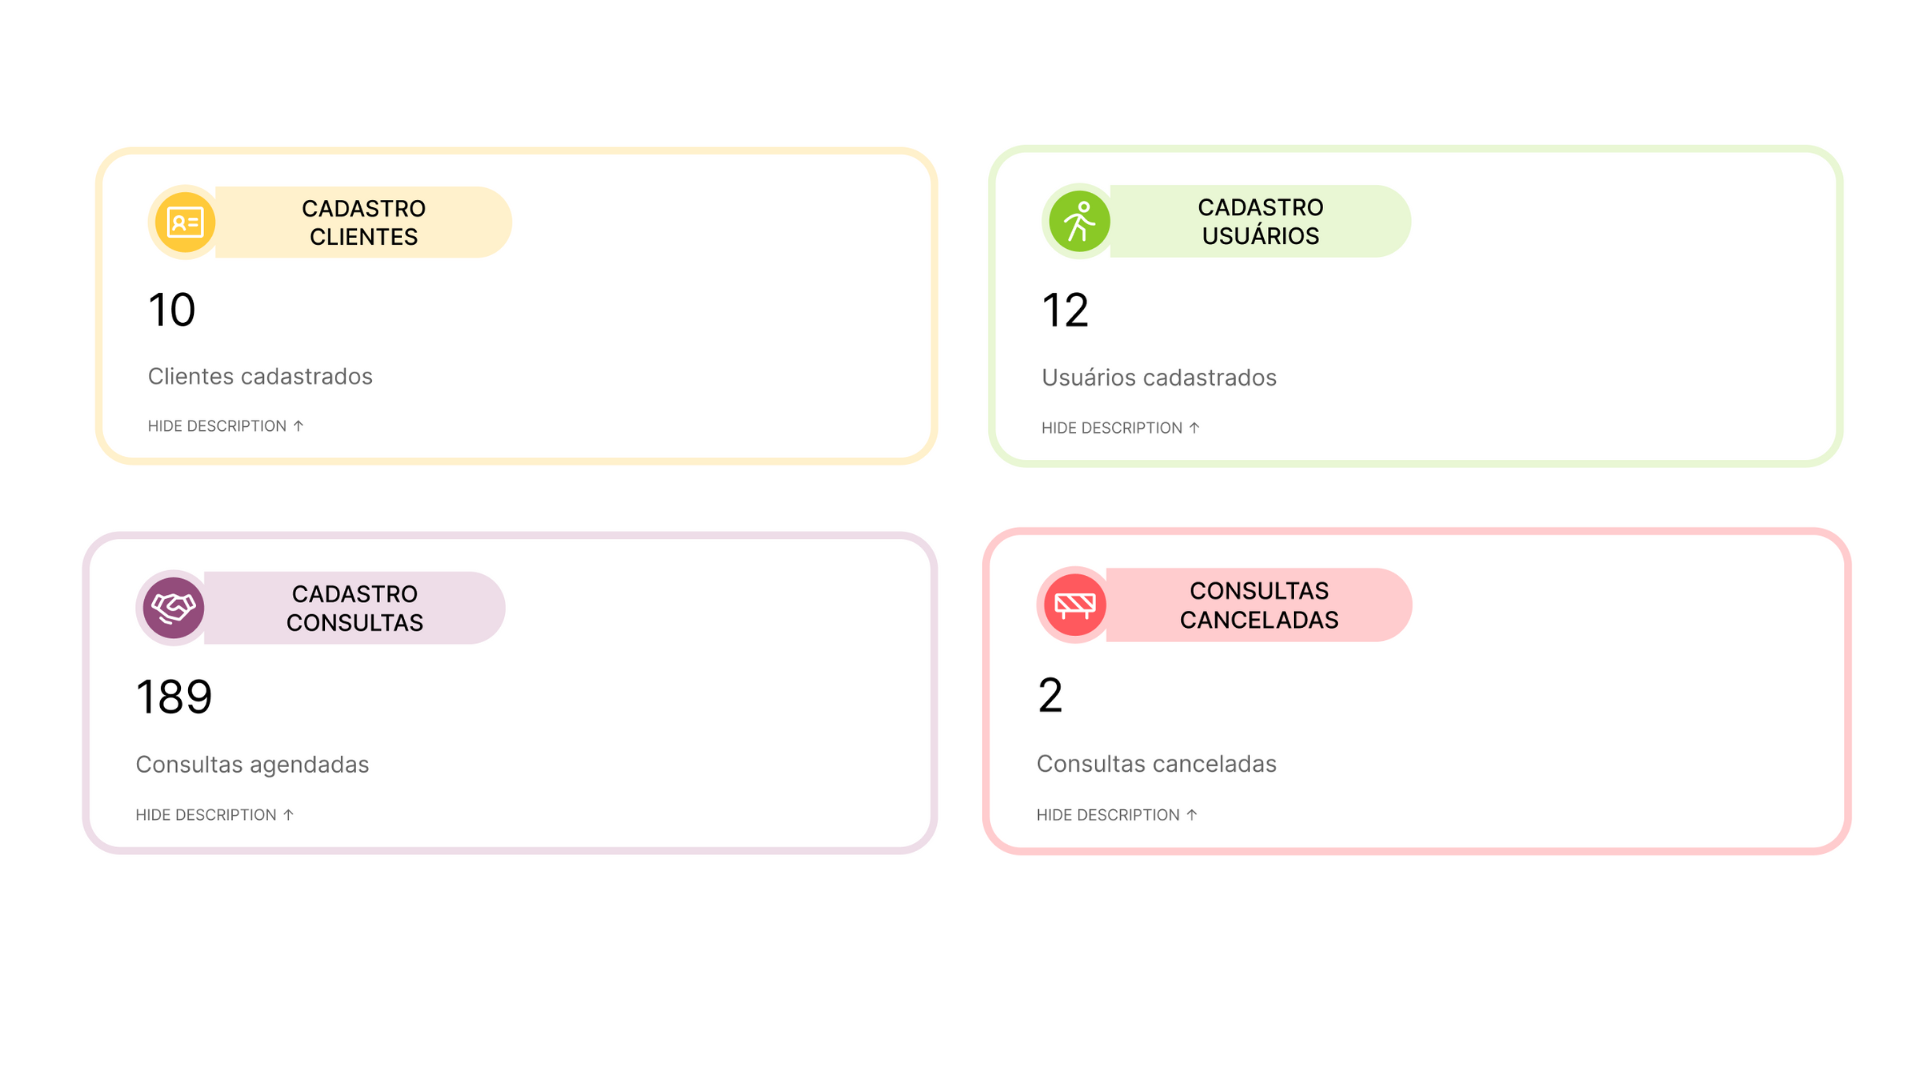 CADASTRO
CLIENTES
10
Clientes cadastrados
HIDE DESCRIPTION ↑
CADASTRO
USUÁRIOS
12
Usuários cadastrados
HIDE DESCRIPTION ↑
CADASTRO
CONSULTAS
189
Consultas agendadas
HIDE DESCRIPTION ↑
CONSULTAS
CANCELADAS
2
Consultas canceladas
HIDE DESCRIPTION ↑